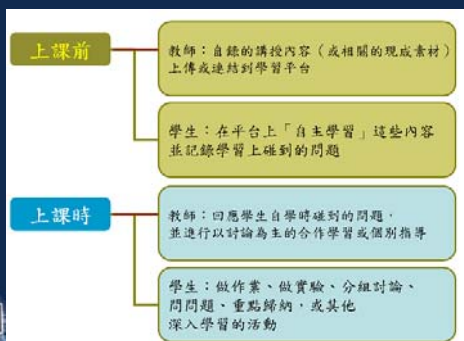 上課前
教師：自錄的講授內容（或相關的現成素材）
上傳或連結到學習平台
學生：在平台上「自主學習」這些內容
並記錄學習上碰到的問題
上課時
教師：回應學生自學時碰到的問題，
並進行以討論為主的合作學習或個別指導
學生：做作業、做實驗、分組討論、
問問題、重點歸納，或其他
深入學習的活動